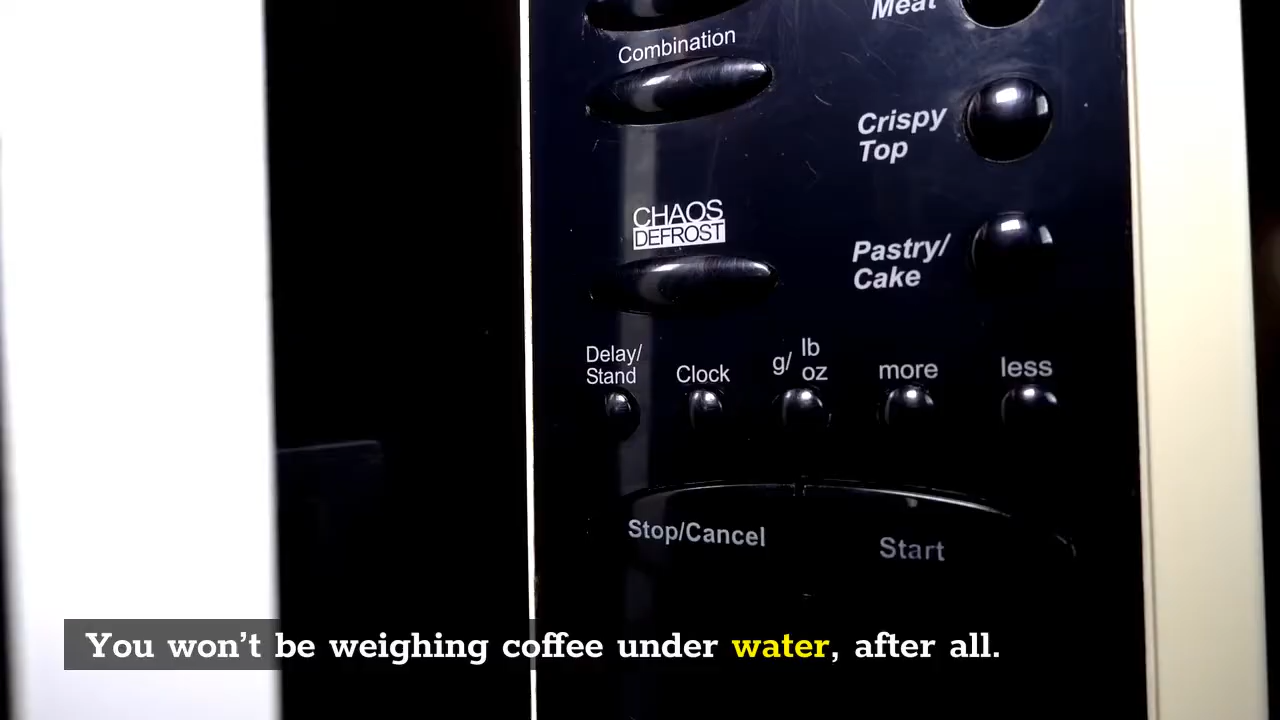 Meat
Combination
Crispy
Top
CHAOS
DEFROST
Pastry/
Cake
Delay/
Stand
Clock
g/ lb
oz
more
less
Stop/Cancel
Start
You won’t be weighing coffee under water, after all.